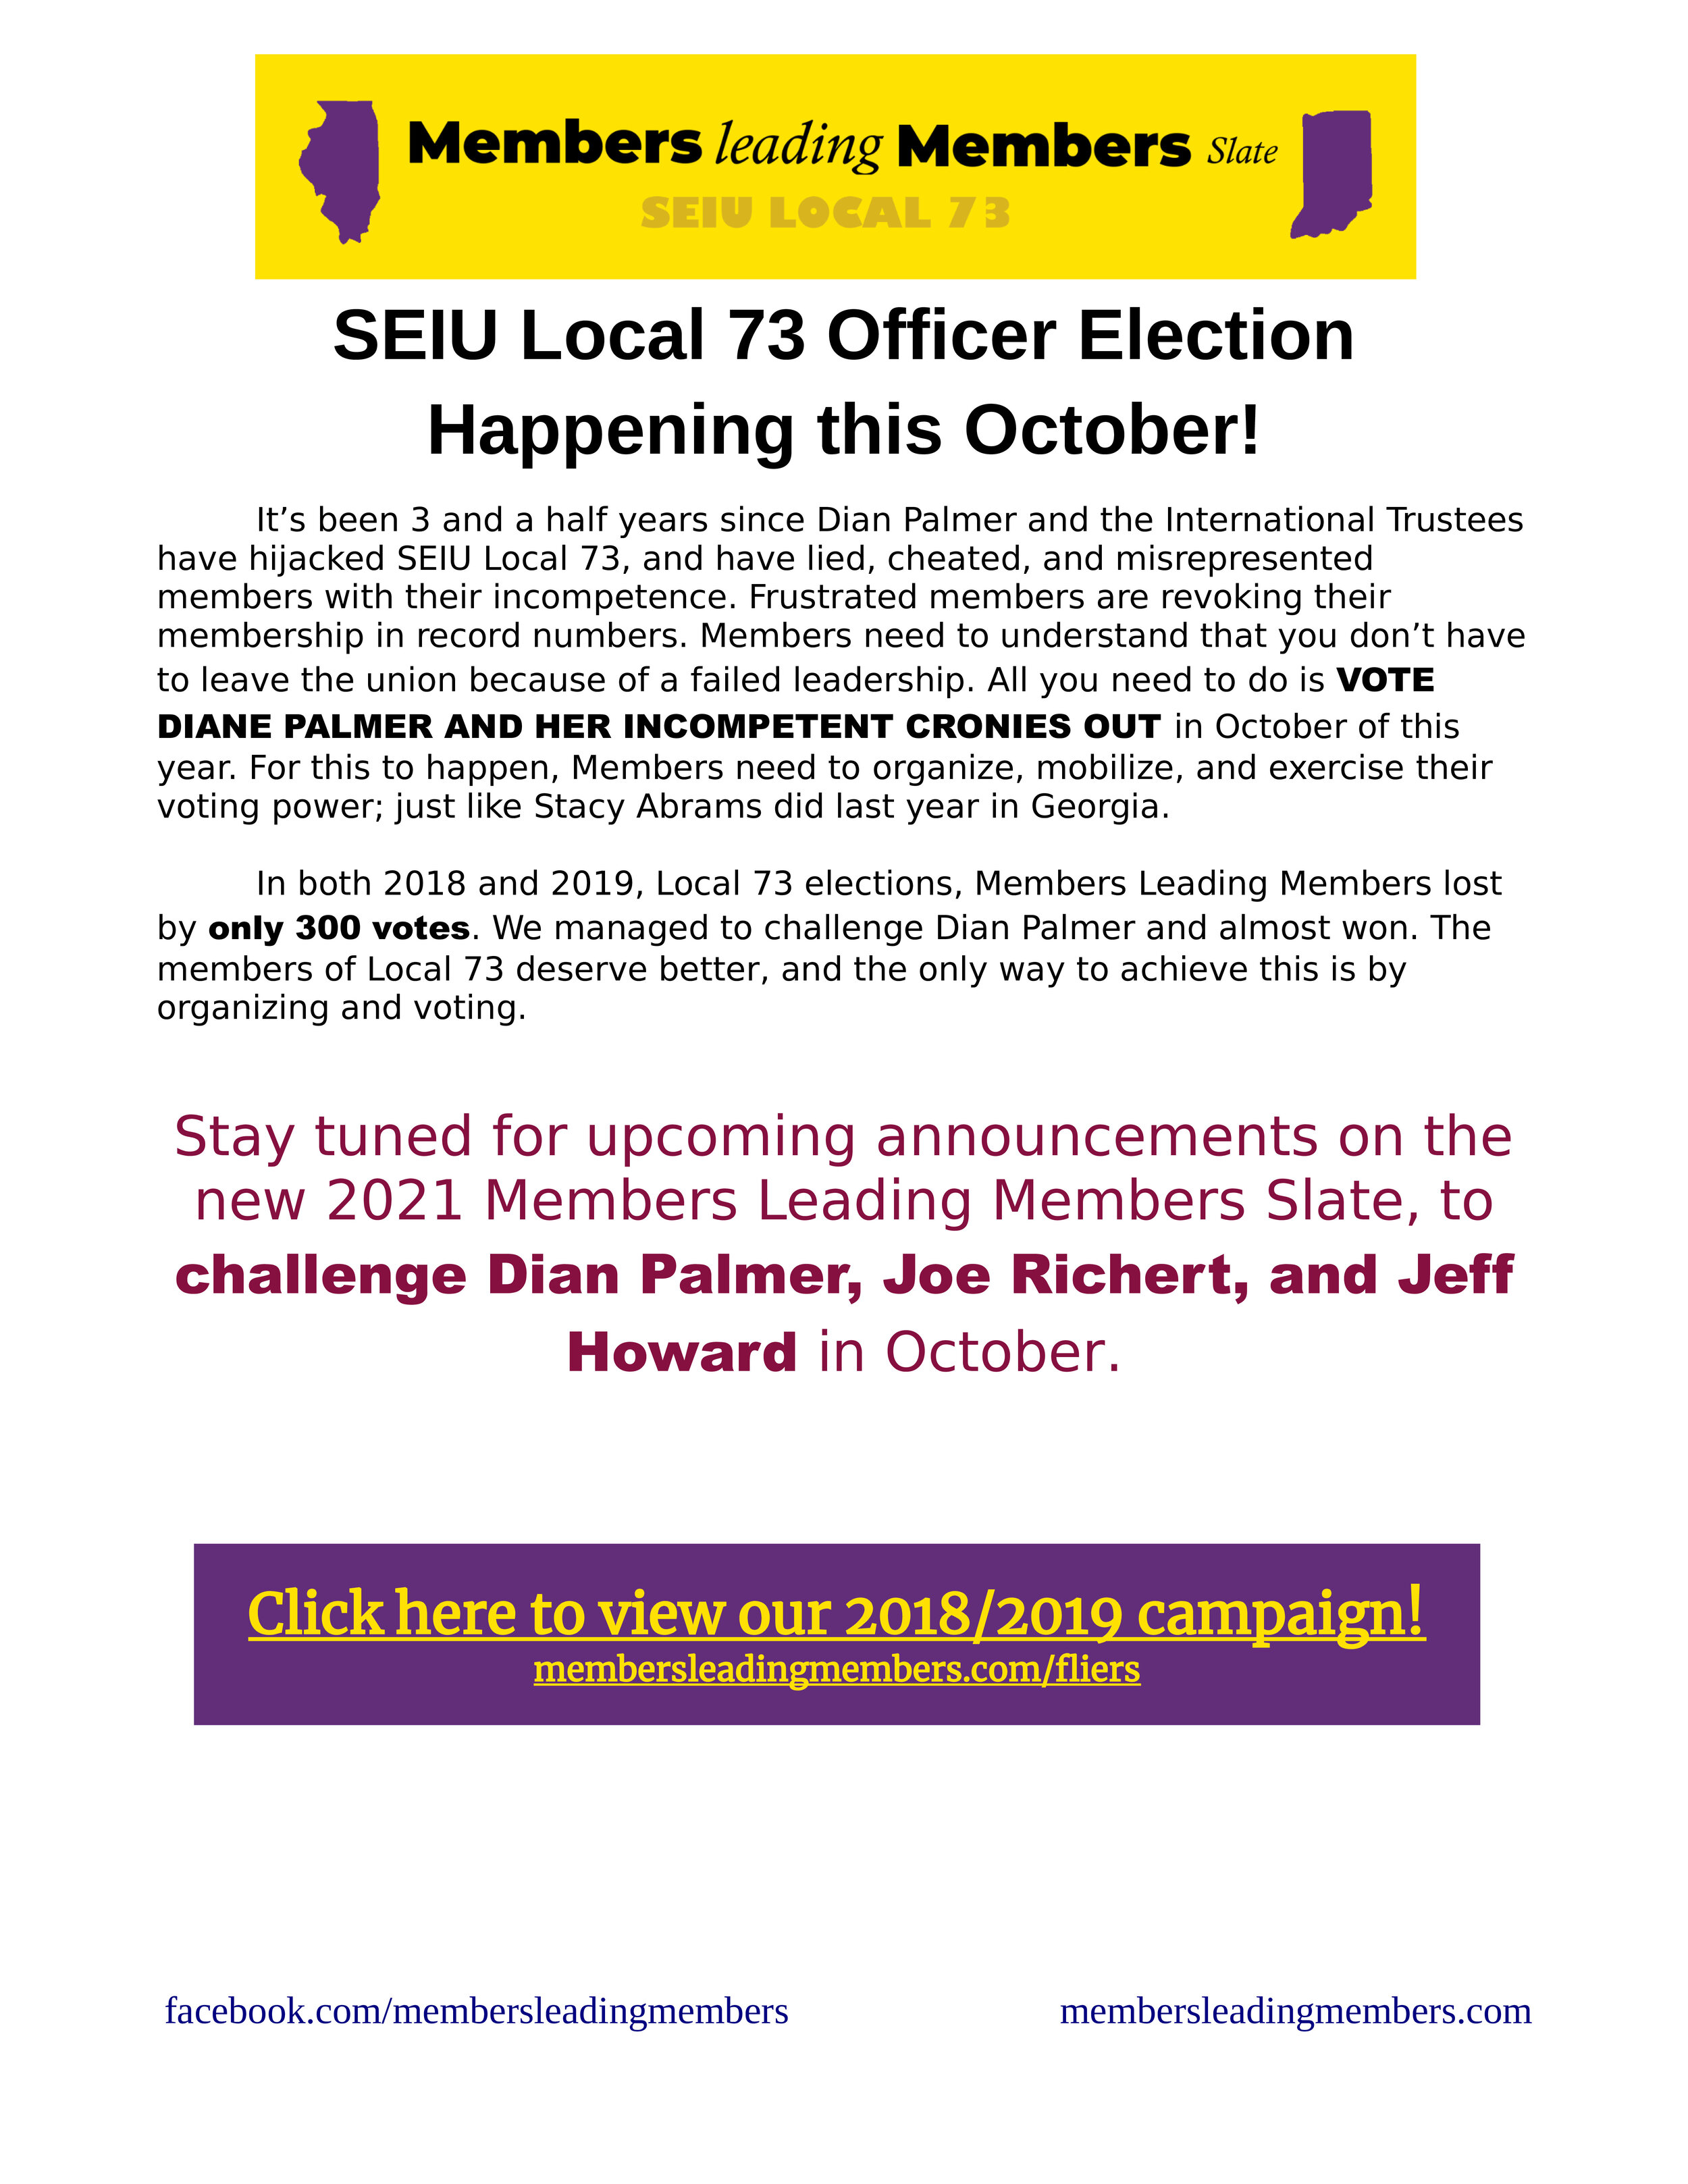 Members leading Members Slate
SEIU LOCAL 73
SEIU Local 73 Officer Election
Happening this October!
It’s been 3 and a half years since Dian Palmer and the International Trustees
have hijacked SEIU Local 73, and have lied, cheated, and misrepresented
members with their incompetence. Frustrated members are revoking their
membership in record numbers. Members need to understand that you don’t have
to leave the union because of a failed leadership. All you need to do is VOTE
DIANE PALMER AND HER INCOMPETENT CRONIES OUT in October of this
year. For this to happen, Members need to organize, mobilize, and exercise their
voting power; just like Stacy Abrams did last year in Georgia.
In both 2018 and 2019, Local 73 elections, Members Leading Members lost
by only 300 votes. We managed to challenge Dian Palmer and almost won. The
members of Local 73 deserve better, and the only way to achieve this is by
organizing and voting.
Stay tuned for upcoming announcements on the
new 2021 Members Leading Members Slate, to
challenge Dian Palmer, Joe Richert, and Jeff
Howard in October.
Click here to view our 2018/2019 campaign!
membersleadingmembers.com/fliers
facebook.com/membersleadingmembers membersleadingmembers.com